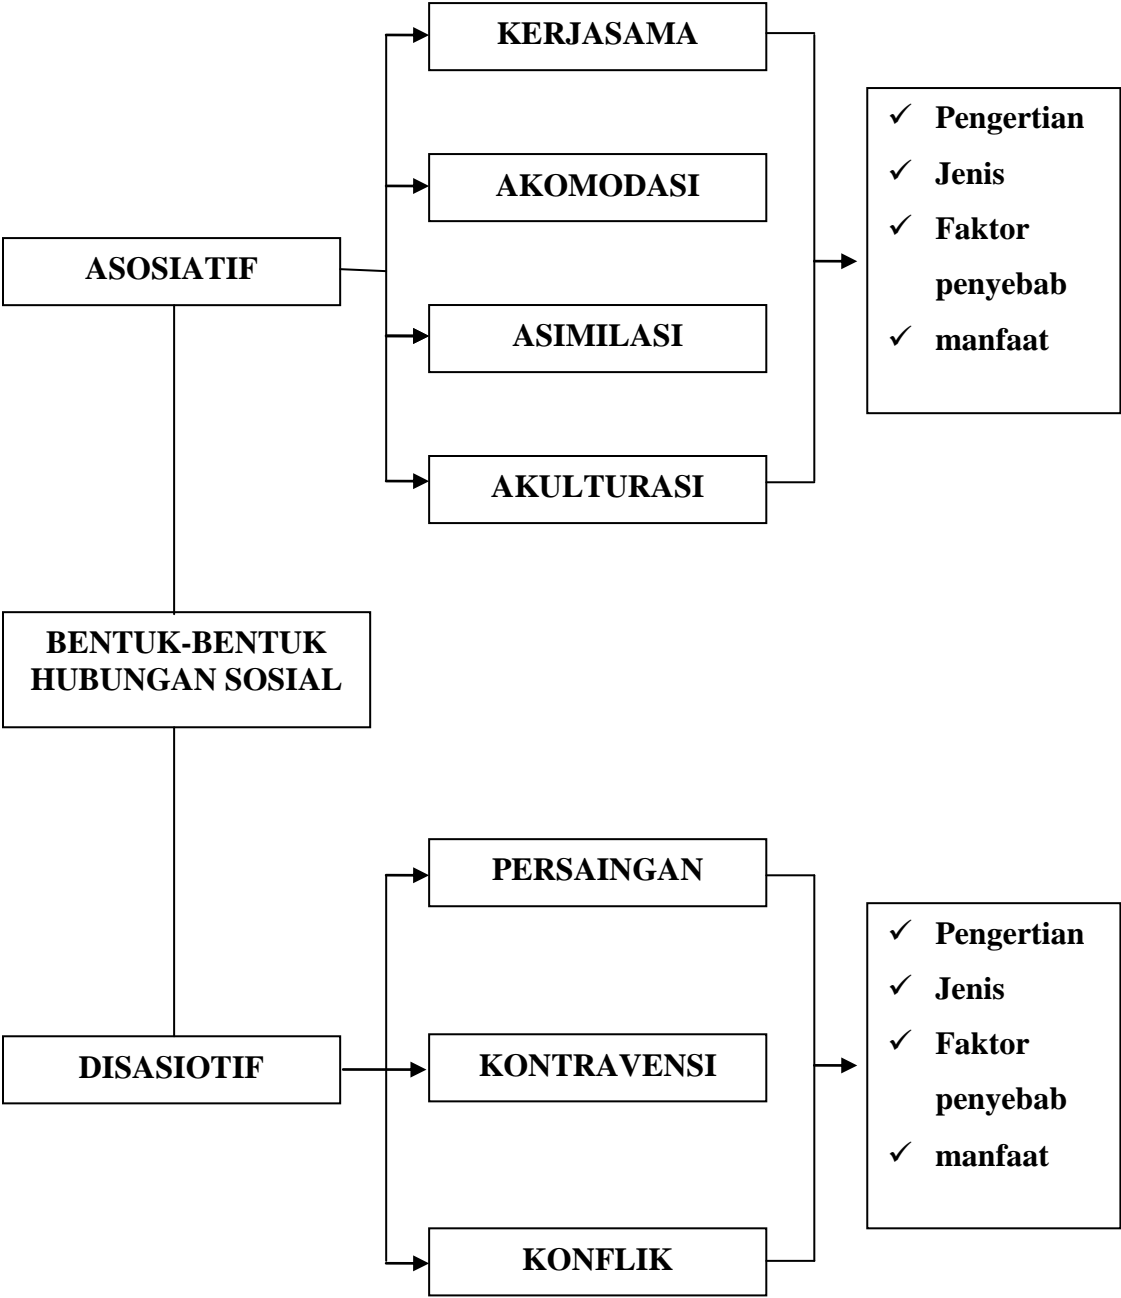 KERJASAMA
AKOMODASI
ASOSIATIF
ASIMILASI
AKULTURASI
✓ Pengertian
✓ Jenis
✓ Faktor
penyebab
✓ manfaat
BENTUK-BENTUK
HUBUNGAN SOSIAL
PERSAINGAN
DISASIOTIF
KONTRAVENSI
KONFLIK
✓ Pengertian
✓ Jenis
✓ Faktor
penyebab
✓ manfaat